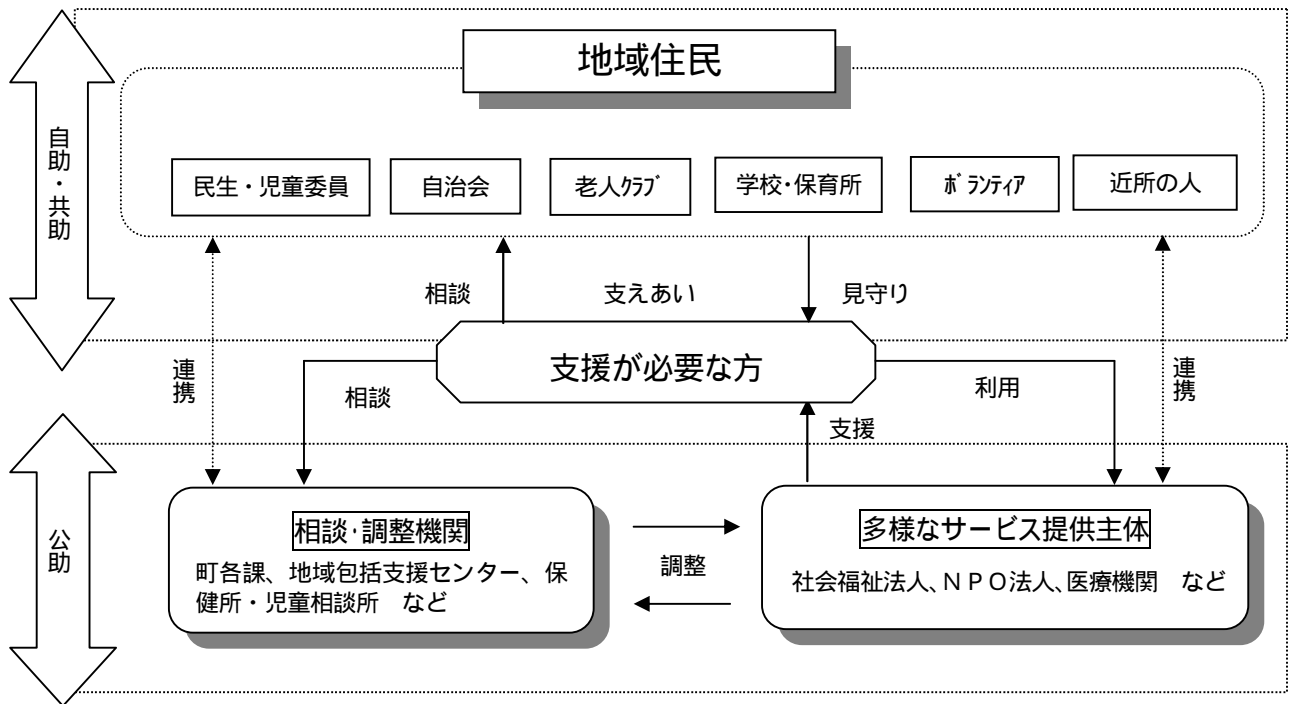 地域住民
自助・共助
民生・児童委員
自治会
老人ｸﾗﾌﾞ
学校・保育所
ﾎﾞﾗﾝﾃｨｱ
近所の人
相談
支えあい
見守り
支援が必要な方
連携
相談
利用
連携
支援
公助
相談・調整機関
町各課、地域包括支援センター、保
健所・児童相談所　など
調整
多様なサービス提供主体
社会福祉法人、ＮＰＯ法人、医療機関　など